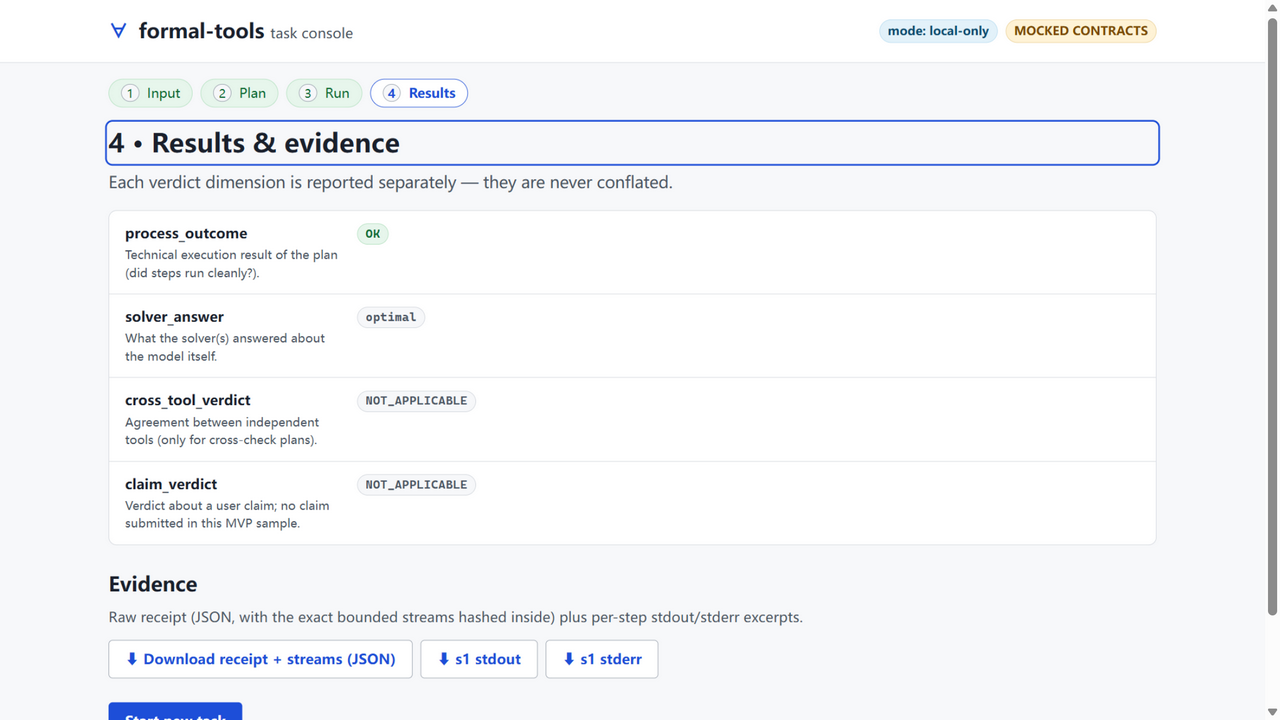 ∀ formal-tools task console
mode: local-only
MOCKED CONTRACTS
1 Input
2 Plan
3 Run
4 Results
4 • Results & evidence
Each verdict dimension is reported separately — they are never conflated.
process_outcome
OK
Technical execution result of the plan
(did steps run cleanly?).
solver_answer
optimal
What the solver(s) answered about
the model itself.
cross_tool_verdict
NOT_APPLICABLE
Agreement between independent
tools (only for cross-check plans).
claim_verdict
NOT_APPLICABLE
Verdict about a user claim; no claim
submitted in this MVP sample.
Evidence
Raw receipt (JSON, with the exact bounded streams hashed inside) plus per-step stdout/stderr excerpts.
⬇ Download receipt + streams (JSON)
⬇ s1 stdout
⬇ s1 stderr
Start new task